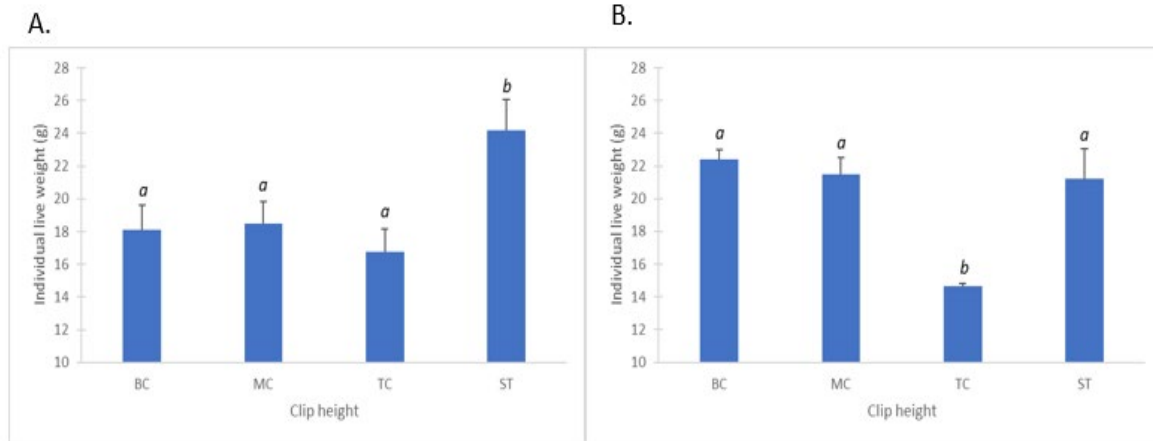 A.
Individual live weight (g)
28
26
24
22
20
18
16
14
12
10
a
a
a
b
BC MC TC ST
Clip height
B.
Individual live weight (g)
28
26
24
22
20
18
16
14
12
10
a
a
b
a
BC MC TC ST
Clip height